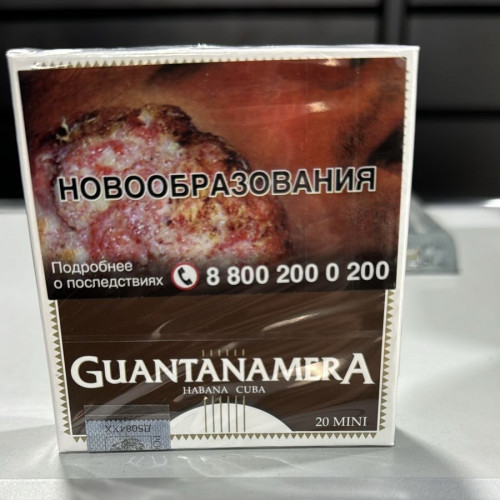 НОВООБРАЗОВАНИЯ
Подробнее
о последствиях
8 800 200 0 200
GUANTANAMERA
HABANA CUBA
20 MINI